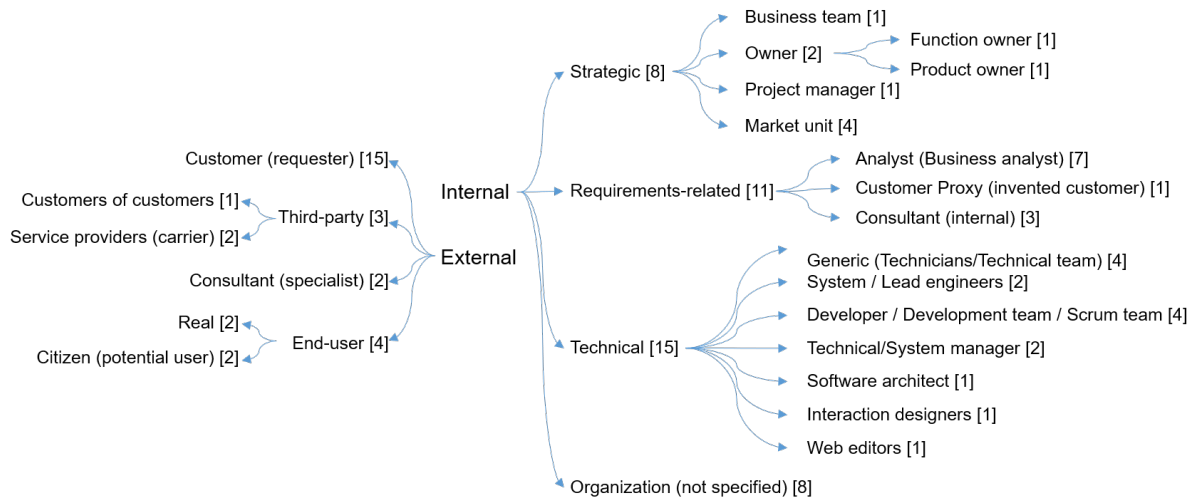 Internal
Strategic [8]
Business team [1]
Owner [2]
Function owner [1]
Product owner [1]
Project manager [1]
Market unit [4]
Requirements-related [11]
Analyst (Business analyst) [7]
Customer Proxy (invented customer) [1]
Consultant (internal) [3]
Technical [15]
Generic (Technicians/Technical team) [4]
System / Lead engineers [2]
Developer / Development team / Scrum team [4]
Technical/System manager [2]
Software architect [1]
Interaction designers [1]
Web editors [1]
Organization (not specified) [8]
External
Customer (requester) [15]
Third-party [3]
Customers of customers [1]
Service providers (carrier) [2]
Consultant (specialist) [2]
End-user [4]
Real [2]
Citizen (potential user) [2]